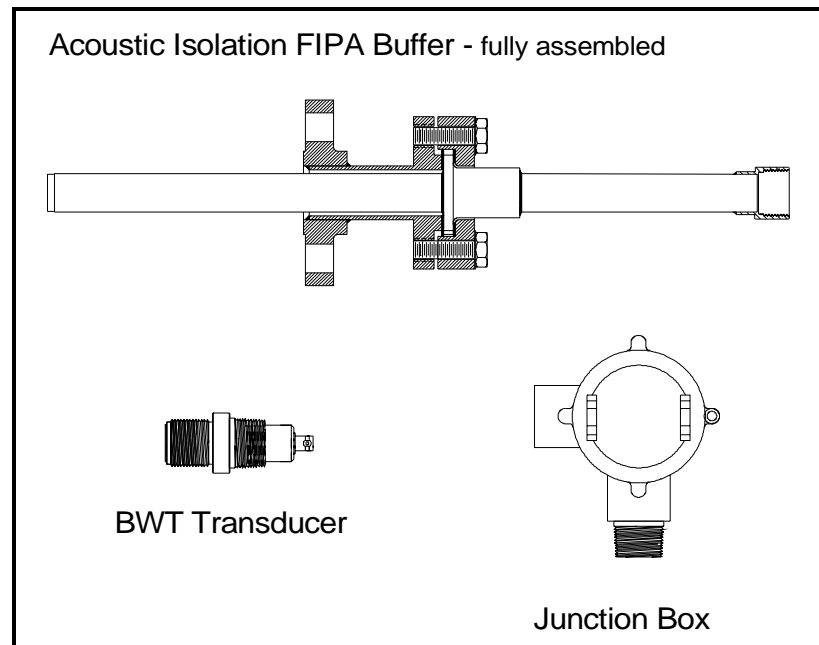 Acoustic Isolation FIPA Buffer - fully assembled
BWT Transducer
Junction Box